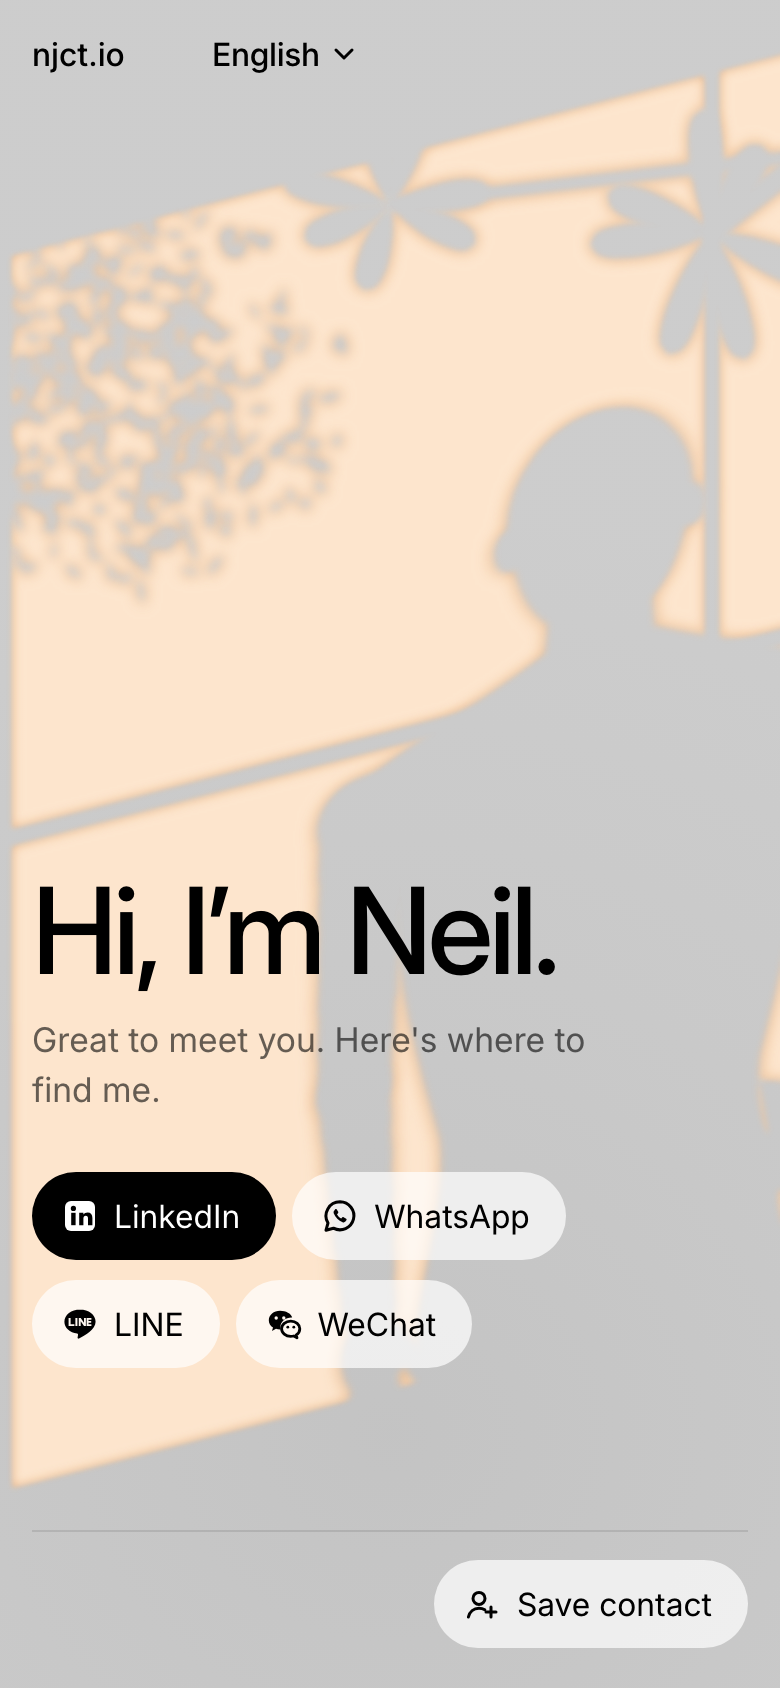 njct.io
English
Hi, I’m Neil.
Great to meet you. Here's where to
find me.
LinkedIn
WhatsApp
LINE
WeChat
Save contact